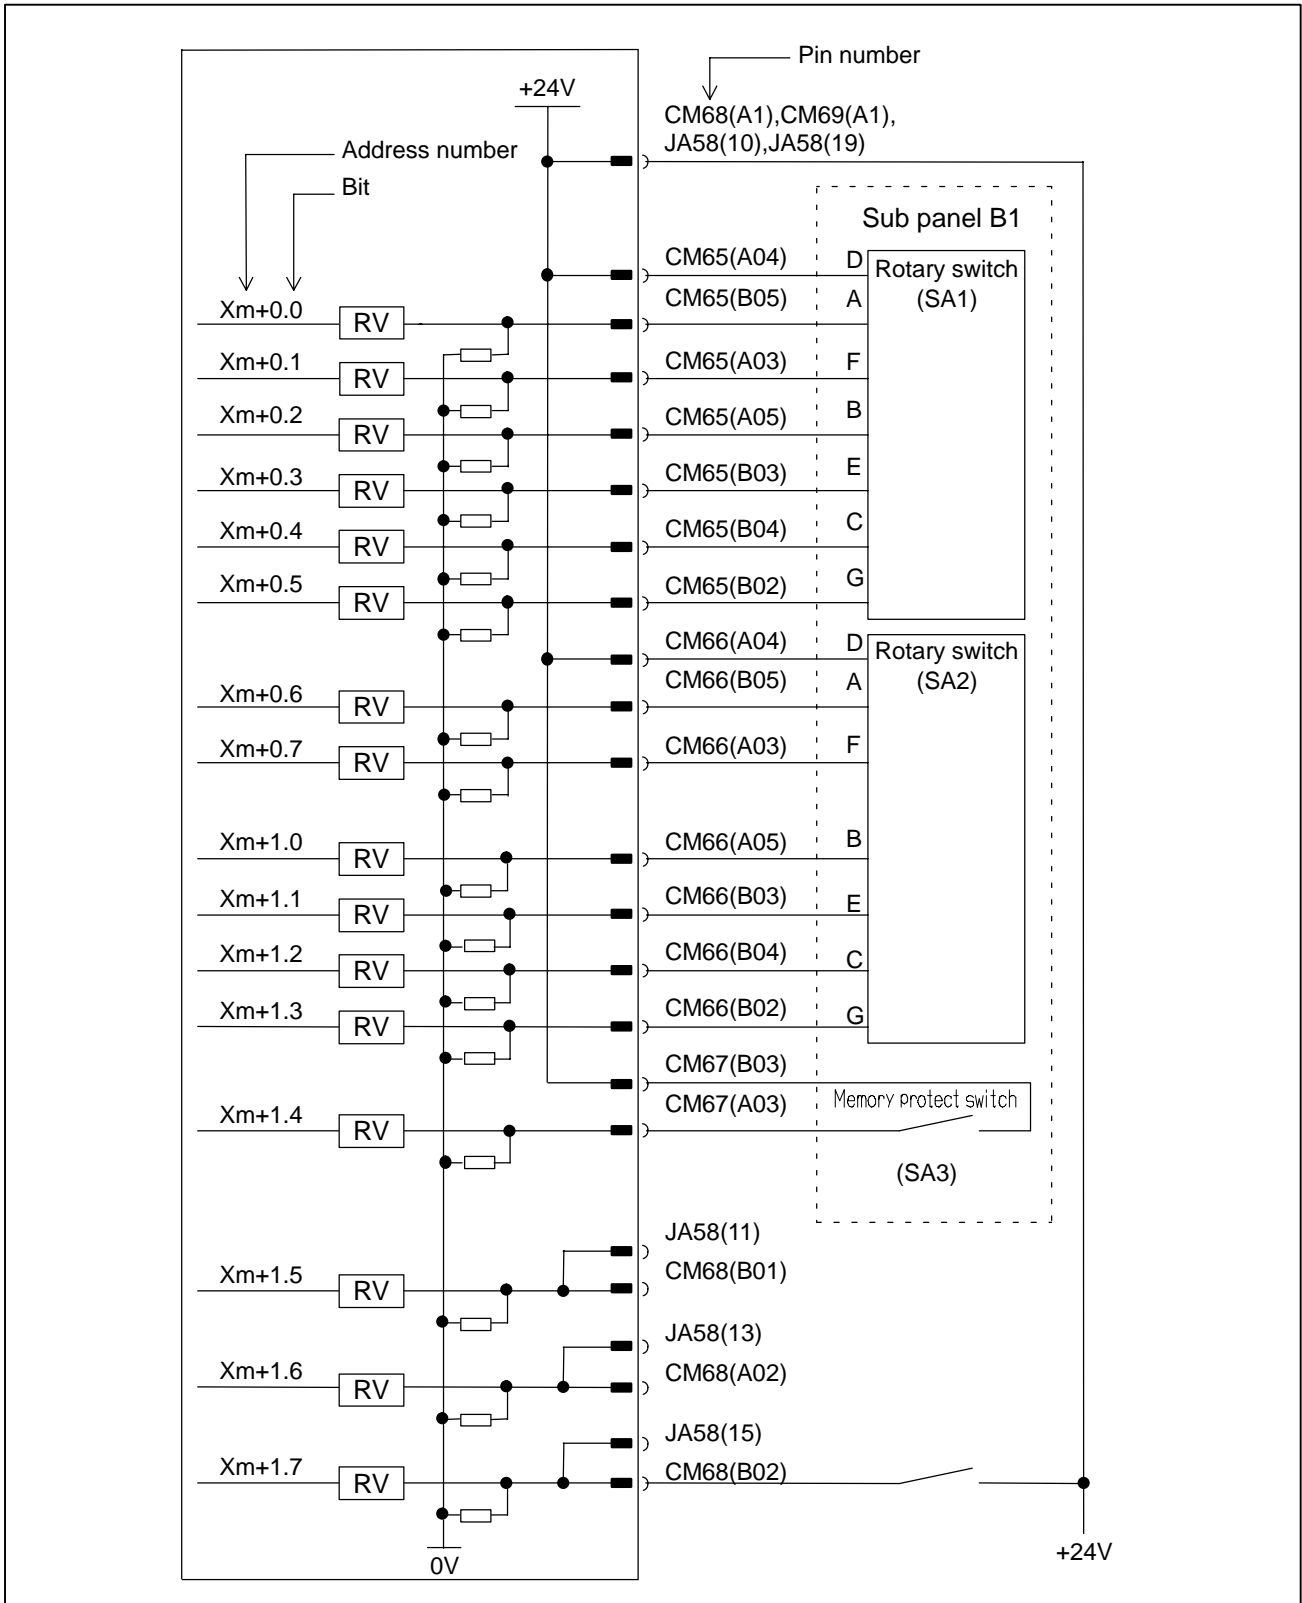 Pin number
+24V
CM68(A1),CM69(A1),
JA58(10),JA58(19)
Address number
Bit
Sub panel B1
CM65(A04) D
Rotary switch
(SA1)
CM65(B05) A
Xm+0.0 RV
Xm+0.1 RV CM65(A03) F
Xm+0.2 RV CM65(A05) B
Xm+0.3 RV CM65(B03) E
Xm+0.4 RV CM65(B04) C
Xm+0.5 RV CM65(B02) G
CM66(A04) D
Rotary switch
(SA2)
CM66(B05) A
Xm+0.6 RV
Xm+0.7 RV CM66(A03) F
Xm+1.0 RV CM66(A05) B
Xm+1.1 RV CM66(B03) E
Xm+1.2 RV CM66(B04) C
Xm+1.3 RV CM66(B02) G
CM67(B03)
Xm+1.4 RV CM67(A03) Memory protect switch
(SA3)
JA58(11)
Xm+1.5 RV CM68(B01)
JA58(13)
Xm+1.6 RV CM68(A02)
JA58(15)
Xm+1.7 RV CM68(B02)
0V
+24V